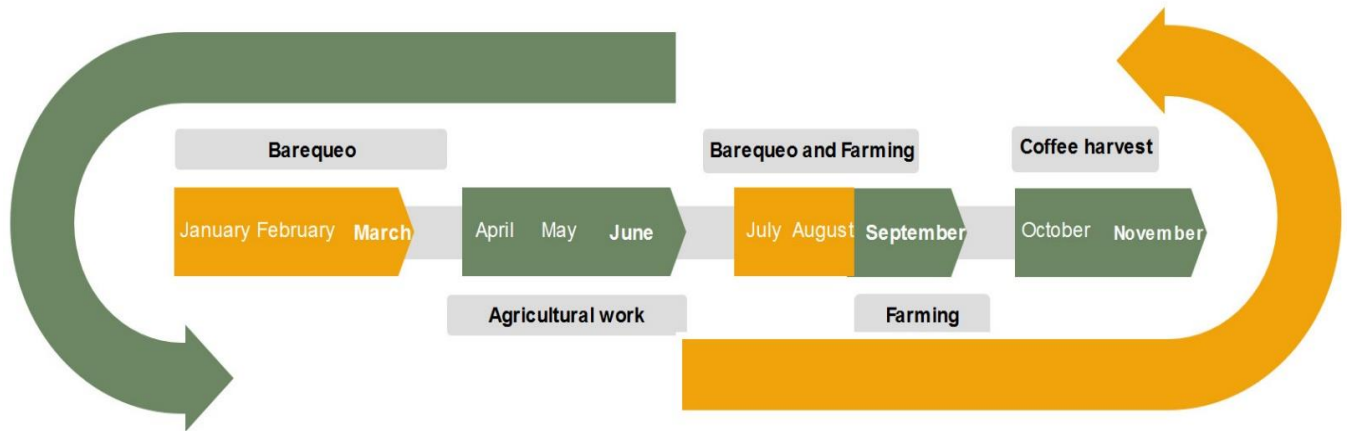 Barequeo
Barequeo and Farming
Coffee harvest
January February March
April May June
July August September
October November
Agricultural work
Farming